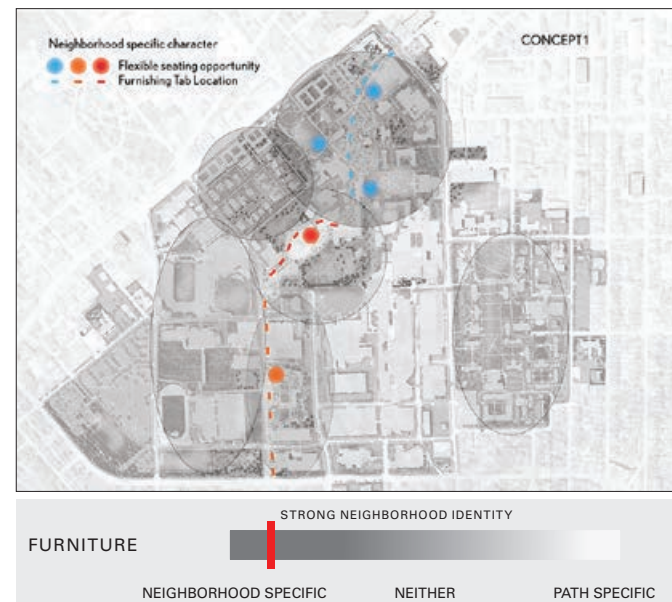 Neighborhood specific character
CONCEPT1
Flexible seating opportunity
Furnishing Tab Location
STRONG NEIGHBORHOOD IDENTITY
FURNITURE
NEIGHBORHOOD SPECIFIC NEITHER PATH SPECIFIC